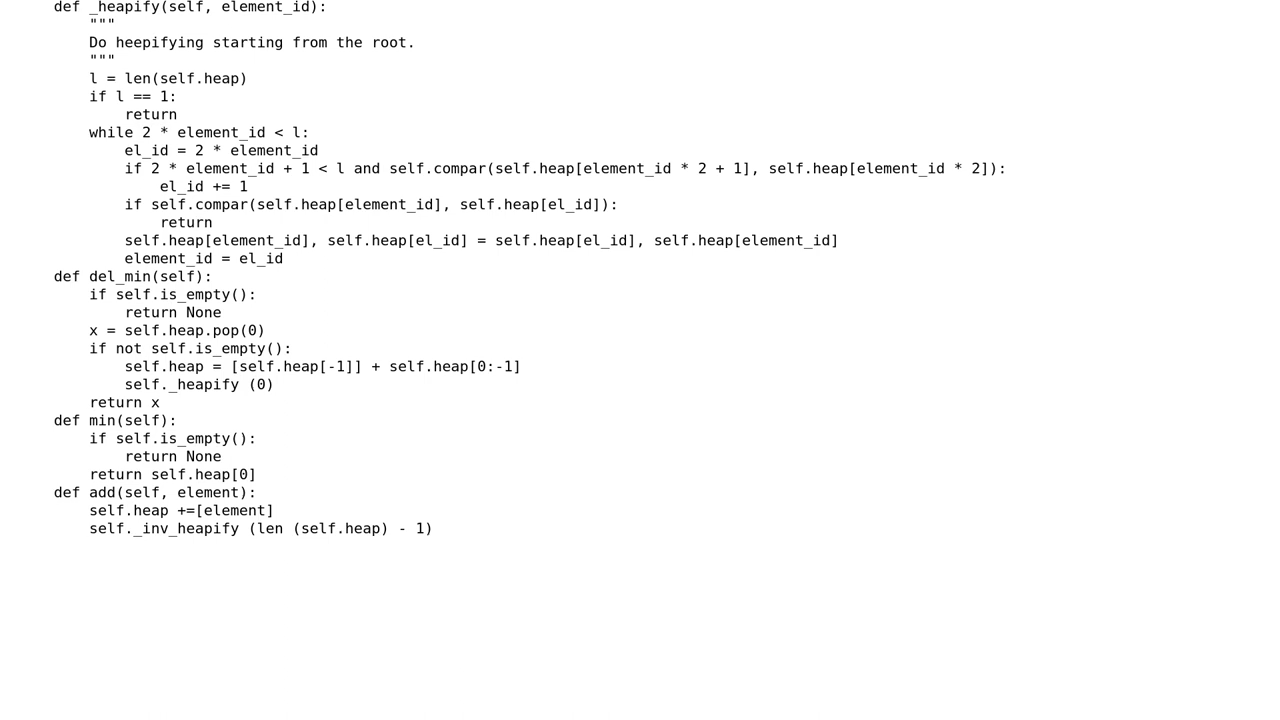 def _heapify(self, element_id):
"""
Do heepifying starting from the root.
"""
l = len(self.heap)
if l == 1:
return
while 2 * element_id < l:
el_id = 2 * element_id
if 2 * element_id + 1 < l and self.compar(self.heap[element_id * 2 + 1], self.heap[element_id * 2]):
el_id += 1
if self.compar(self.heap[element_id], self.heap[el_id]):
return
self.heap[element_id], self.heap[el_id] = self.heap[el_id], self.heap[element_id]
element_id = el_id
def del_min(self):
if self.is_empty():
return None
x = self.heap.pop(0)
if not self.is_empty():
self.heap = [self.heap[-1]] + self.heap[0:-1]
self._heapify (0)
return x
def min(self):
if self.is_empty():
return None
return self.heap[0]
def add(self, element):
self.heap +=[element]
self._inv_heapify (len (self.heap) - 1)